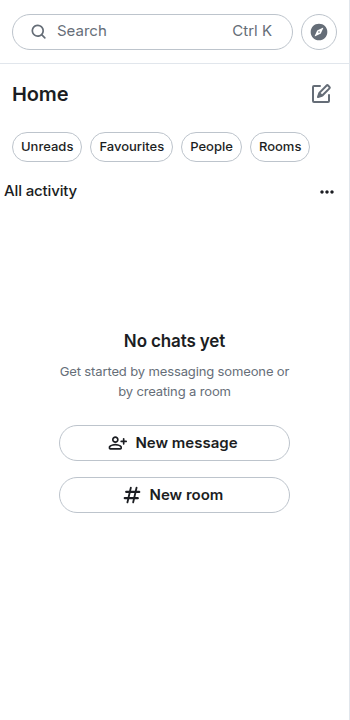 Search Ctrl K
Home
Unreads Favourites People Rooms
All activity
No chats yet
Get started by messaging someone or
by creating a room
New message
New room